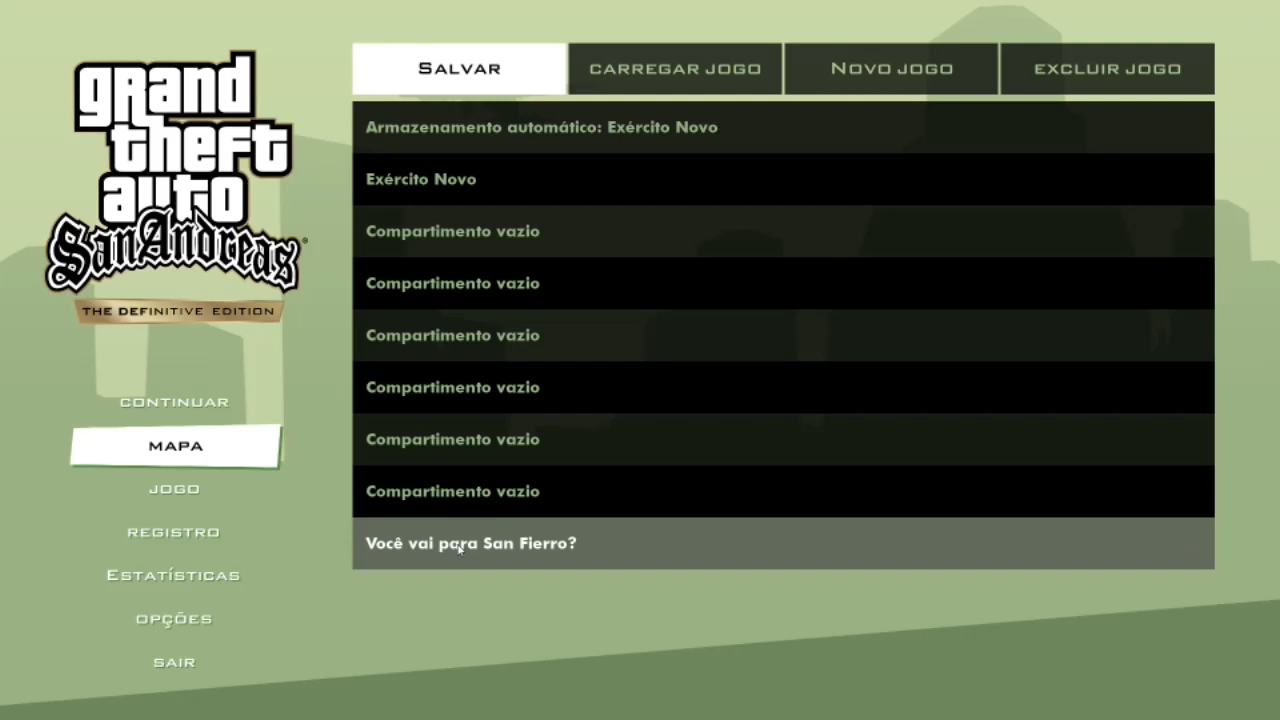 grand
theft
auto
San Andreas
THE DEFINITIVE EDITION
CONTINUAR
MAPA
JOGO
REGISTRO
ESTATÍSTICAS
OPÇÕES
SAIR
SALVAR
CARREGAR JOGO
NOVO JOGO
EXCLUIR JOGO
Armazenamento automático: Exército Novo
Exército Novo
Compartimento vazio
Compartimento vazio
Compartimento vazio
Compartimento vazio
Compartimento vazio
Compartimento vazio
Você vai para San Fierro?